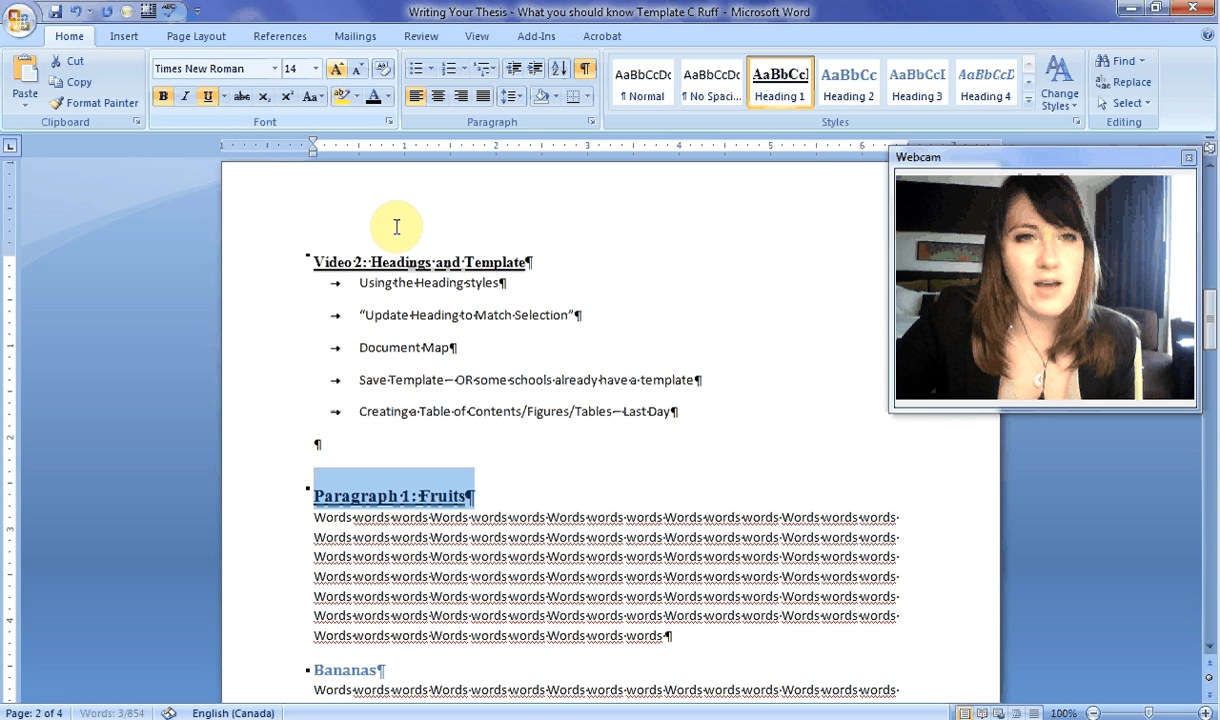 Writing Your Thesis - What you should know Template C Ruff - Microsoft Word
Home Insert Page Layout References Mailings Review View Add-Ins Acrobat
Paste
Cut
Copy
Format Painter
Clipboard
Times New Roman 14
Font
Paragraph
AaBbCcDc AaBbCcDc AaBbCcI AaBbCc AaBbCcI AaBbCcD
¶ Normal ¶ No Spaci... Heading 1 Heading 2 Heading 3 Heading 4
Change
Styles
Styles
Find
Replace
Select
Editing
Webcam
Video 2: Headings and Template¶
Using the Heading styles¶
“Update Heading to Match Selection”¶
Document Map¶
Save Template – OR some schools already have a template¶
Creating a Table of Contents/Figures/Tables – Last Day¶
¶
Paragraph 1: Fruits¶
Words words words Words words words Words words words Words words words Words words words
Words words words Words words words Words words words Words words words Words words words
Words words words Words words words Words words words Words words words Words words words
Words words words Words words words Words words words Words words words Words words words
Words words words Words words words Words words words Words words words Words words words
Words words words Words words words Words words words Words words words Words words words
Words words words Words words words Words words words ¶
Bananas¶
Words words words Words words words Words words words Words words words Words words words
Page: 2 of 4 Words: 3/854 English (Canada) 100%